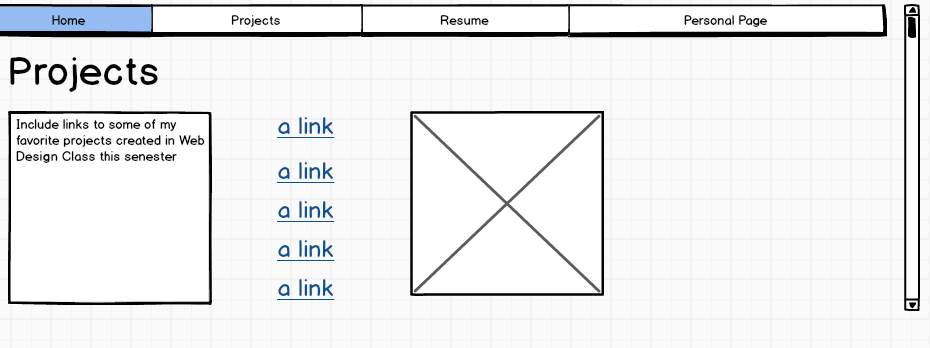 Home Projects Resume Personal Page
Projects
Include links to some of my
favorite projects created in Web
Design Class this senester
a link
a link
a link
a link
a link